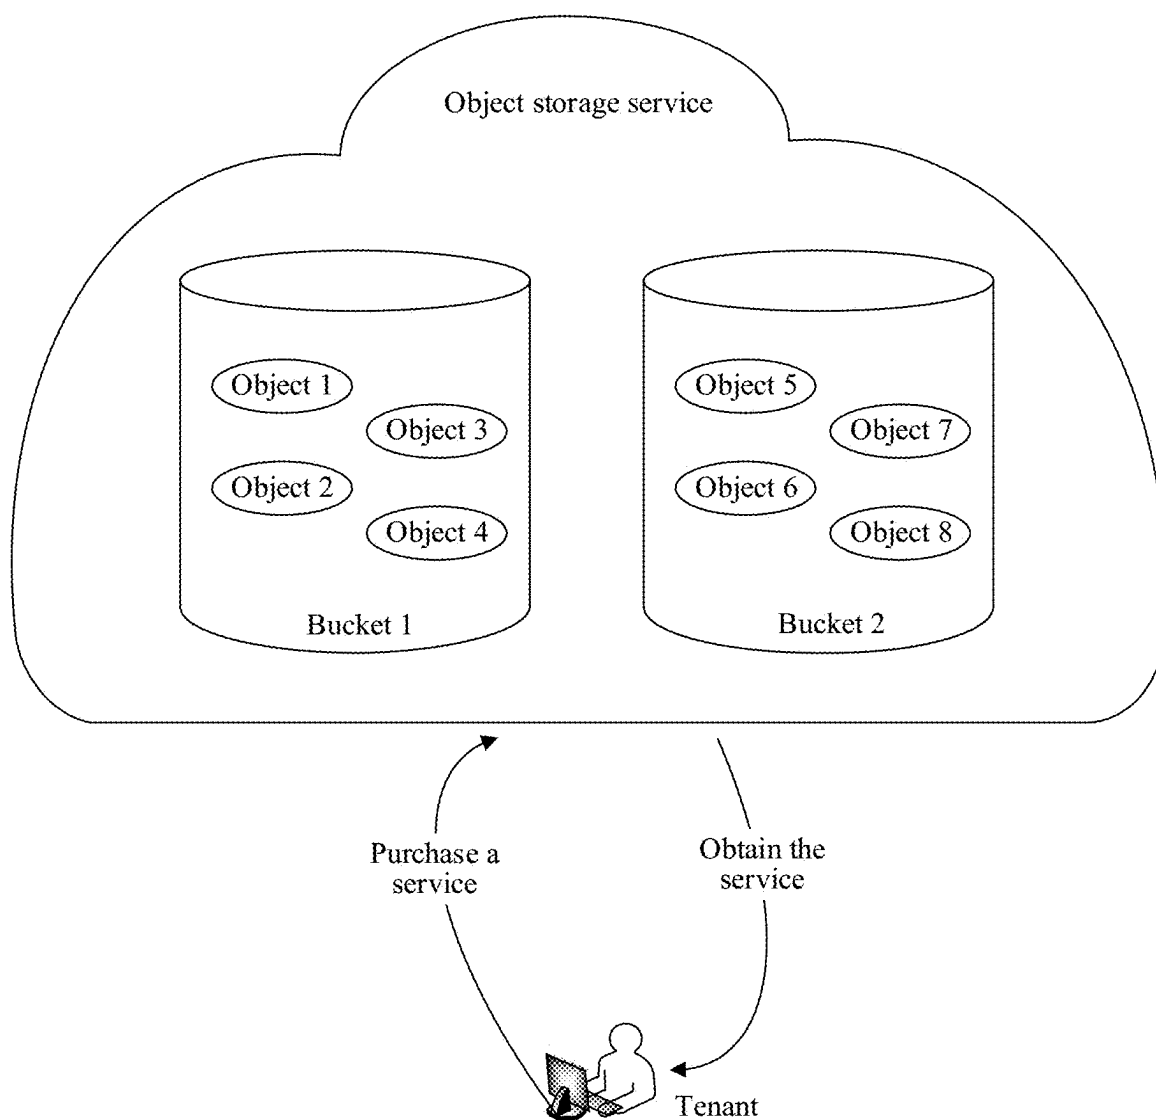 Object storage service
Object 1
Object 3
Object 2
Object 4
Bucket 1
Object 5
Object 7
Object 6
Object 8
Bucket 2
Purchase a
service
Obtain the
service
Tenant